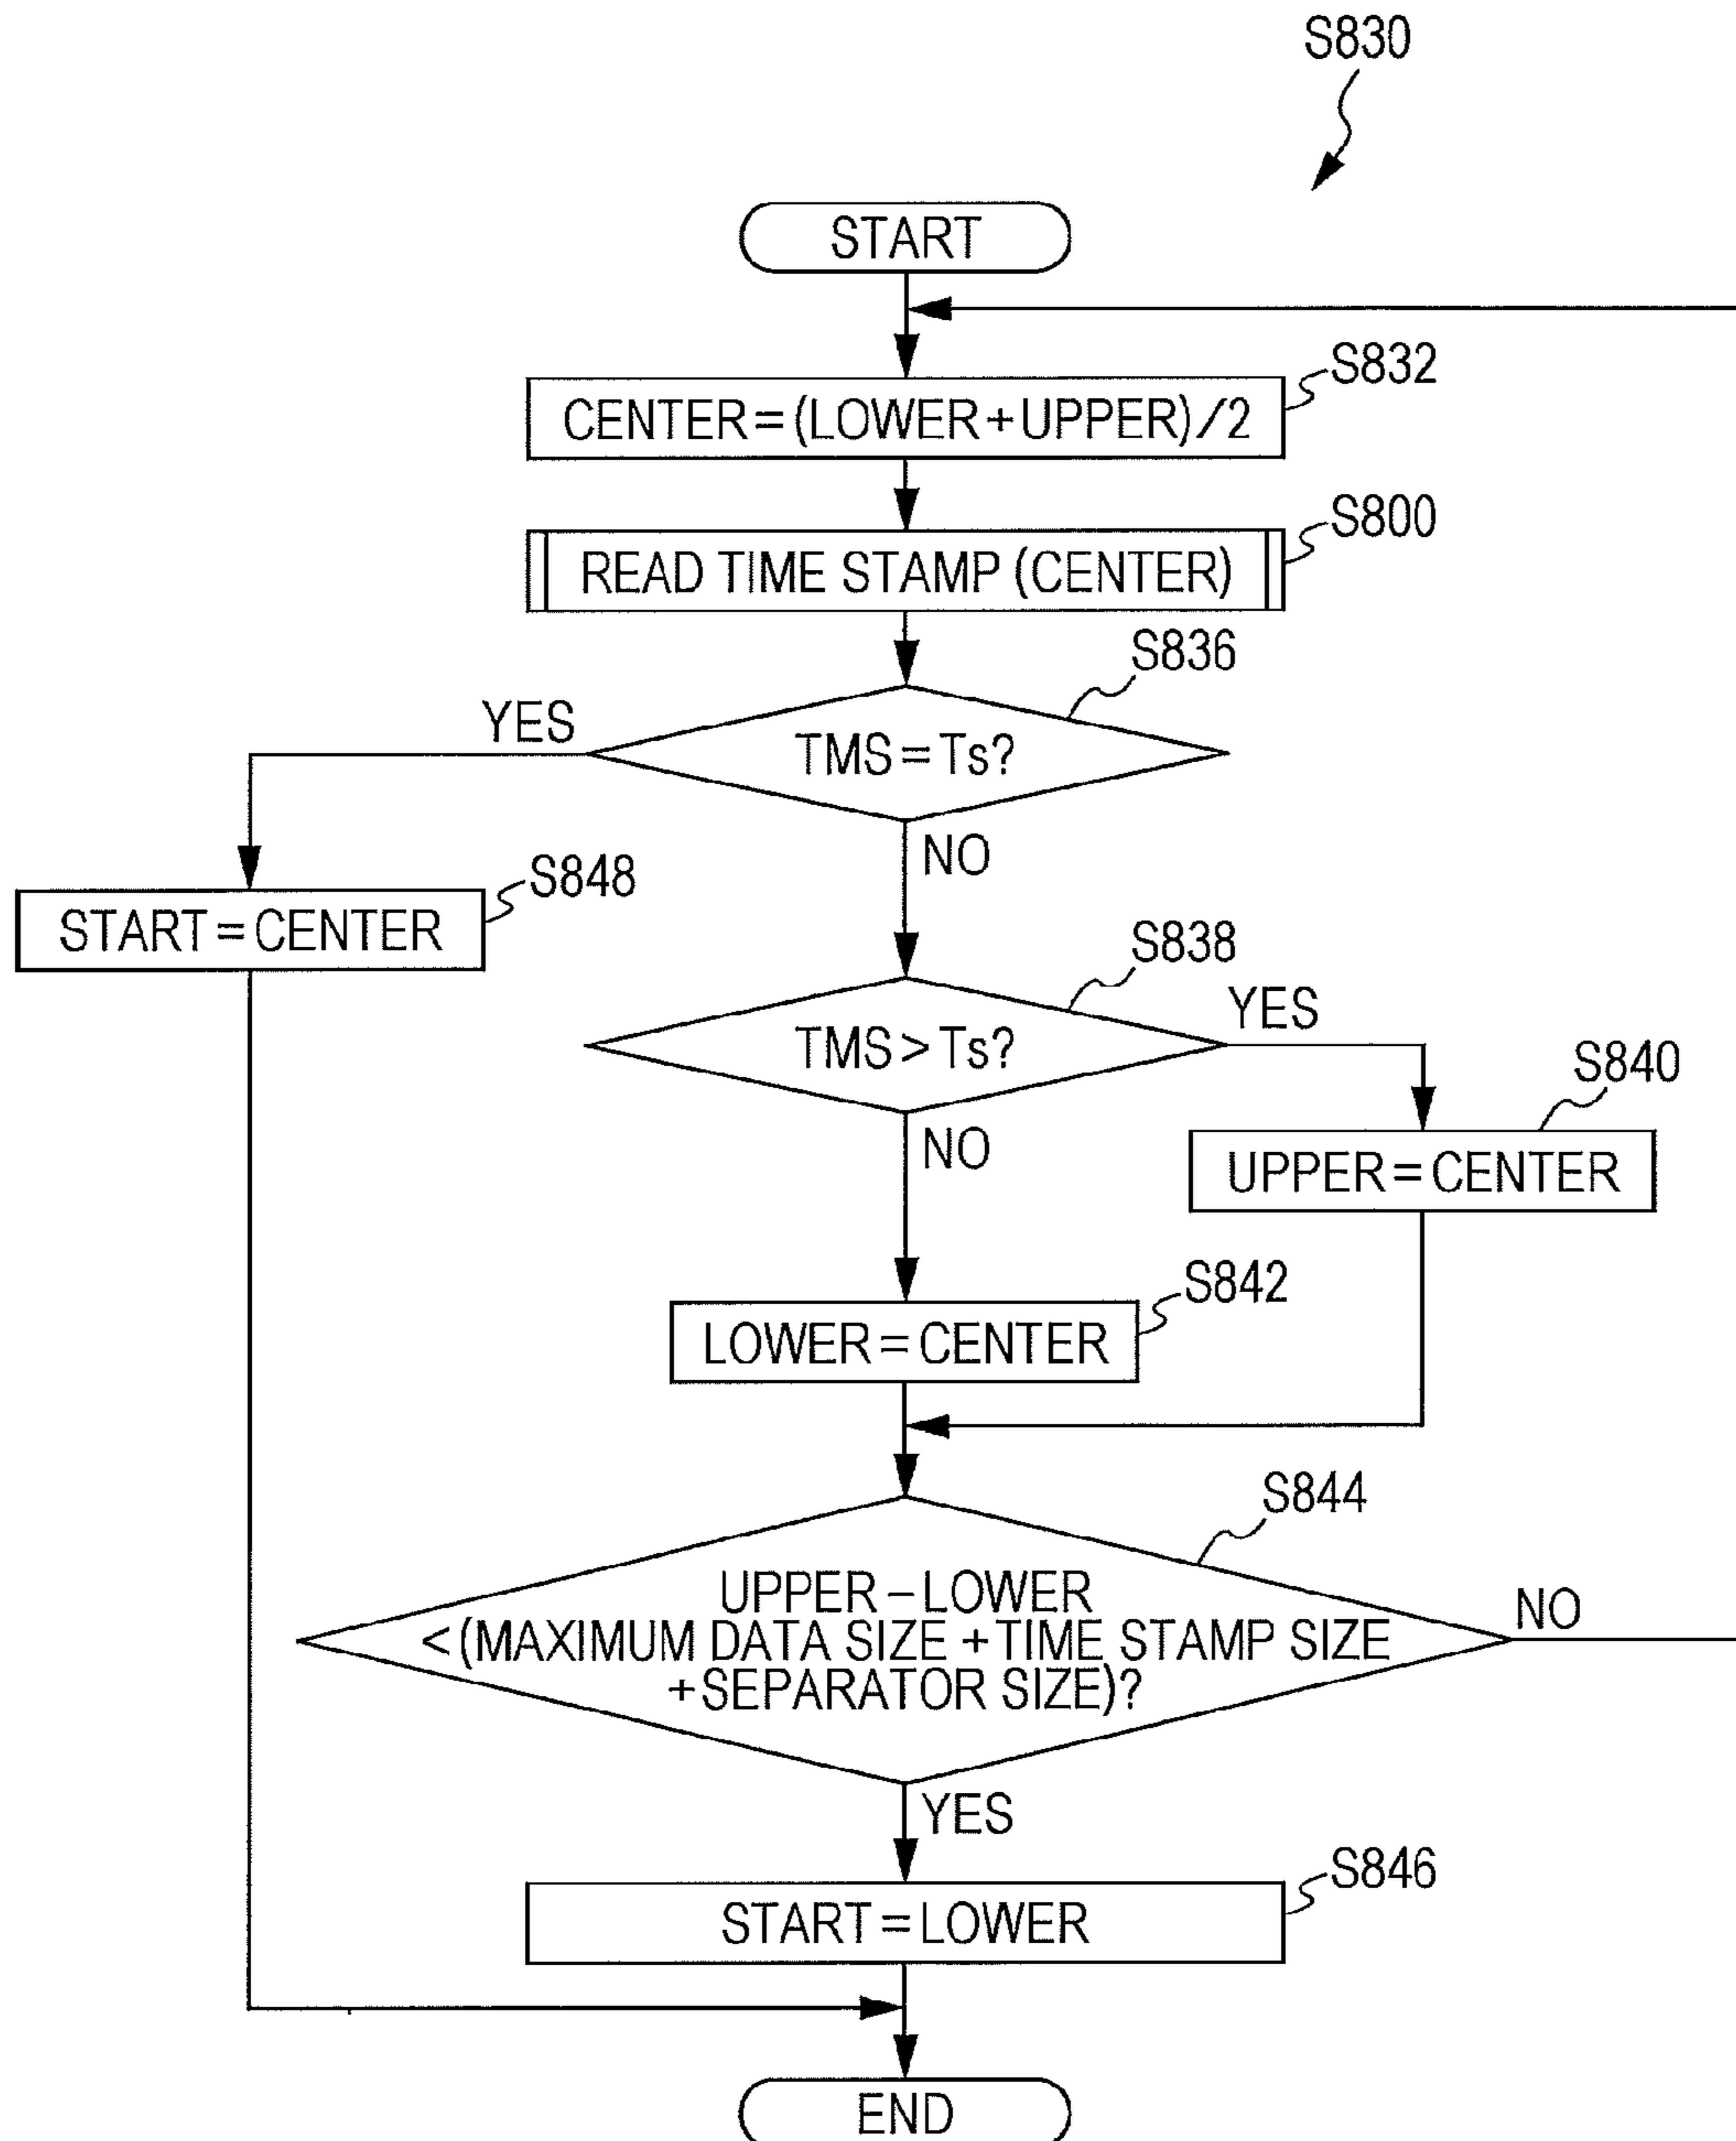 S830
START
S832
CENTER=(LOWER+UPPER)/2
S800
READ TIME STAMP (CENTER)
S836
YES
TMS=Ts?
NO
S848
START=CENTER
S838
YES
TMS>Ts?
NO
S840
UPPER=CENTER
S842
LOWER=CENTER
S844
UPPER–LOWER
<(MAXIMUM DATA SIZE+TIME STAMP SIZE
+SEPARATOR SIZE)?
NO
YES
S846
START=LOWER
END